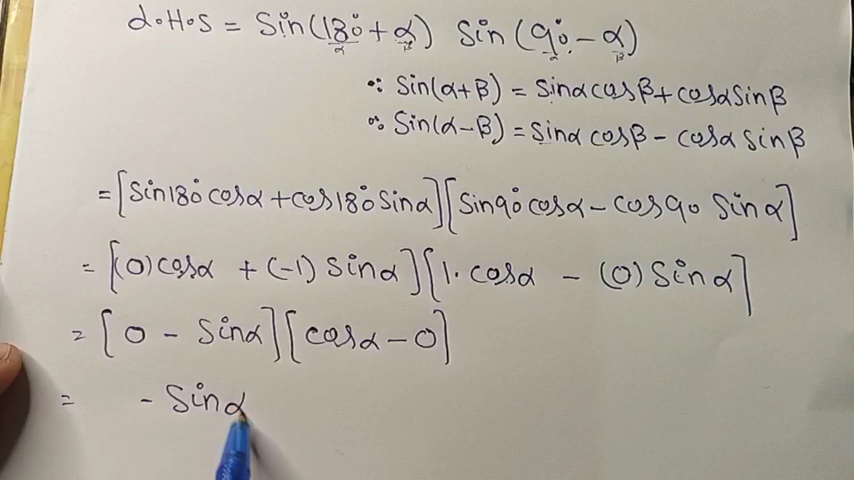 L.H.S = Sin(180° + α) Sin (90° - α)
α β α β
∵ Sin(α+β) = Sinα cosβ + cosα Sinβ
∵ Sin(α-β) = Sinα cosβ - cosα Sinβ
= [Sin180° cosα + cos180° Sinα][Sin90° cosα - cos90 Sinα]
= [(0) cosα + (-1) Sinα][1. cosα - (0) Sinα]
= [0 - Sinα][cosα - 0]
= - Sinα